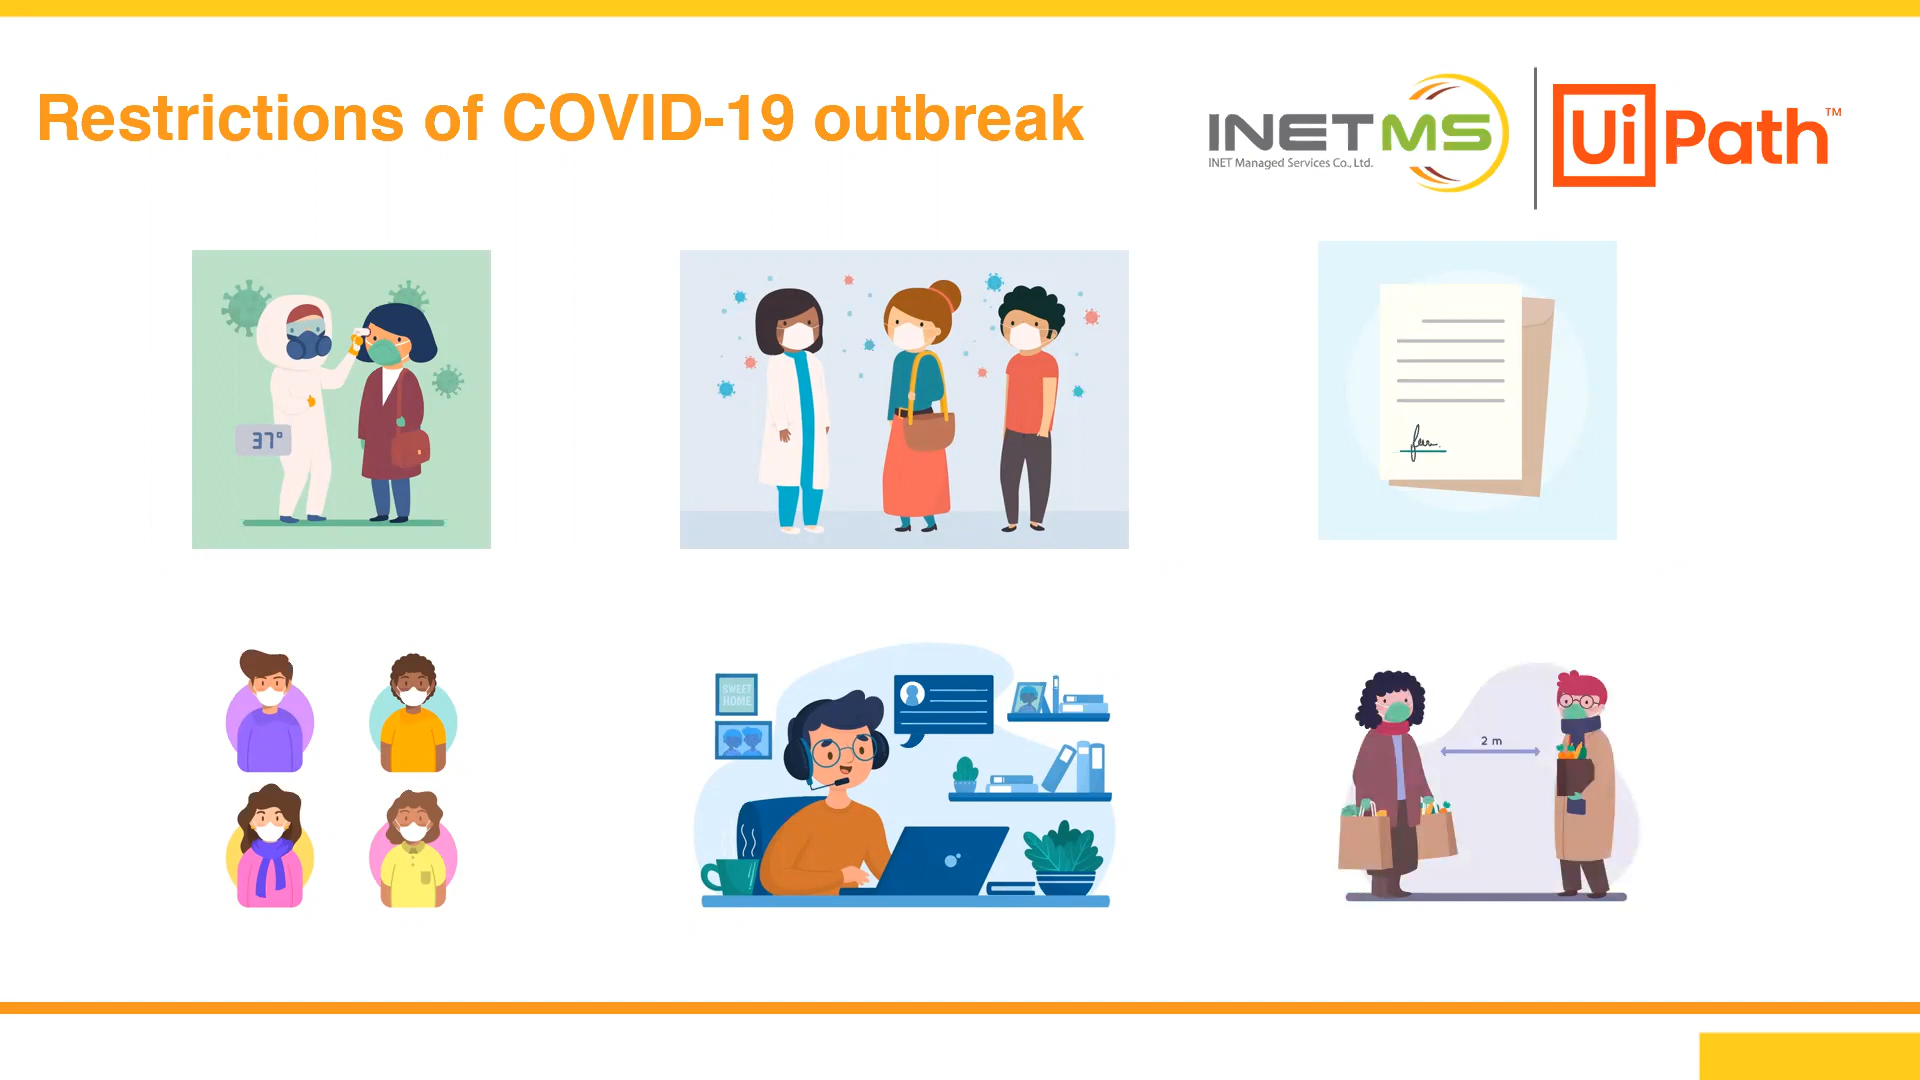 Restrictions of COVID-19 outbreak
INETMS
INET Managed Services Co., Ltd.
UiPath™
37°
SWEET
HOME
2 m